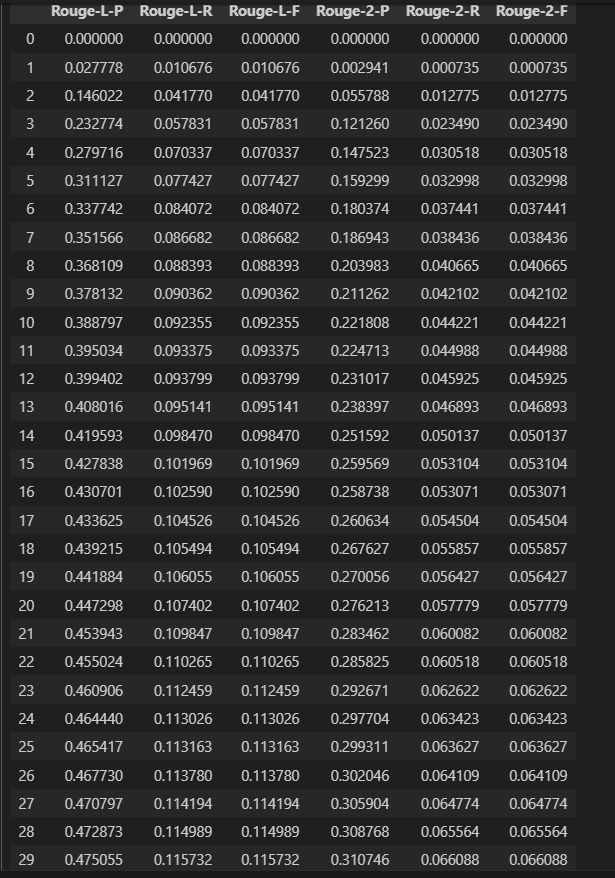 Rouge-L-P Rouge-L-R Rouge-L-F Rouge-2-P Rouge-2-R Rouge-2-F
0 0.000000 0.000000 0.000000 0.000000 0.000000 0.000000
1 0.027778 0.010676 0.010676 0.002941 0.000735 0.000735
2 0.146022 0.041770 0.041770 0.055788 0.012775 0.012775
3 0.232774 0.057831 0.057831 0.121260 0.023490 0.023490
4 0.279716 0.070337 0.070337 0.147523 0.030518 0.030518
5 0.311127 0.077427 0.077427 0.159299 0.032998 0.032998
6 0.337742 0.084072 0.084072 0.180374 0.037441 0.037441
7 0.351566 0.086682 0.086682 0.186943 0.038436 0.038436
8 0.368109 0.088393 0.088393 0.203983 0.040665 0.040665
9 0.378132 0.090362 0.090362 0.211262 0.042102 0.042102
10 0.388797 0.092355 0.092355 0.221808 0.044221 0.044221
11 0.395034 0.093375 0.093375 0.224713 0.044988 0.044988
12 0.399402 0.093799 0.093799 0.231017 0.045925 0.045925
13 0.408016 0.095141 0.095141 0.238397 0.046893 0.046893
14 0.419593 0.098470 0.098470 0.251592 0.050137 0.050137
15 0.427838 0.101969 0.101969 0.259569 0.053104 0.053104
16 0.430701 0.102590 0.102590 0.258738 0.053071 0.053071
17 0.433625 0.104526 0.104526 0.260634 0.054504 0.054504
18 0.439215 0.105494 0.105494 0.267627 0.055857 0.055857
19 0.441884 0.106055 0.106055 0.270056 0.056427 0.056427
20 0.447298 0.107402 0.107402 0.276213 0.057779 0.057779
21 0.453943 0.109847 0.109847 0.283462 0.060082 0.060082
22 0.455024 0.110265 0.110265 0.285825 0.060518 0.060518
23 0.460906 0.112459 0.112459 0.292671 0.062622 0.062622
24 0.464440 0.113026 0.113026 0.297704 0.063423 0.063423
25 0.465417 0.113163 0.113163 0.299311 0.063627 0.063627
26 0.467730 0.113780 0.113780 0.302046 0.064109 0.064109
27 0.470797 0.114194 0.114194 0.305904 0.064774 0.064774
28 0.472873 0.114989 0.114989 0.308768 0.065564 0.065564
29 0.475055 0.115732 0.115732 0.310746 0.066088 0.066088